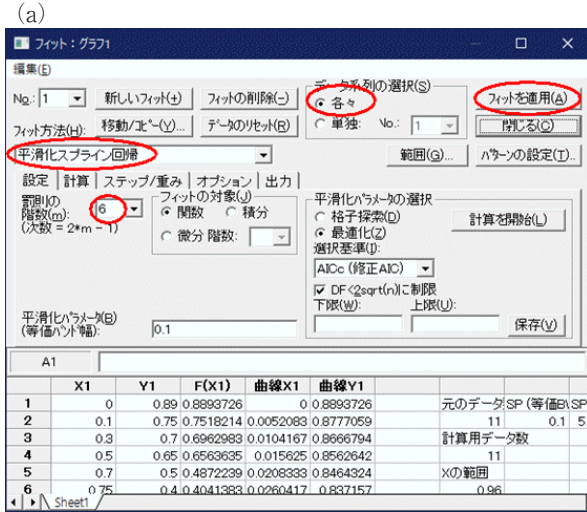 (a)
フィット：グラフ1
編集(E)
No.: 1 新しいフィット(+) フィットの削除(-) データ系列の選択(S) フィットを適用(A)
各々
フィット方法(H): 移動/コピー(Y)... データのリセット(R) 単独: No.: 1 閉じる(C)
平滑化スプライン回帰 範囲(G)... パターンの設定(T)...
設定 計算 ステップ/重み オプション 出力
罰則の階数(m): 6 フィットの対象(J) 平滑化パラメータの選択
(次数 = 2*m - 1) 関数 積分 格子探索(D) 計算を開始(L)
微分 階数: 最適化(Z)
選択基準(I):
AICc (修正AIC)
DF<2sqrt(n)に制限
平滑化パラメータ(B) 下限(W): 上限(U):
(等価バンド幅): 0.1 保存(V)
A1
X1 Y1 F(X1) 曲線X1 曲線Y1
1 0 0.89 0.8893726 0 0.8893726 元のデータ SP (等価B\ SP
2 0.1 0.75 0.7518214 0.0052083 0.8777059 11 0.1 5
3 0.3 0.7 0.6962983 0.0104167 0.8666794 計算用データ数
4 0.5 0.65 0.6563635 0.015625 0.8562642 11
5 0.7 0.5 0.4872239 0.0208333 0.8464324 Xの範囲
6 0.75 0.4 0.4041383 0.0260417 0.837157 0.96
Sheet1